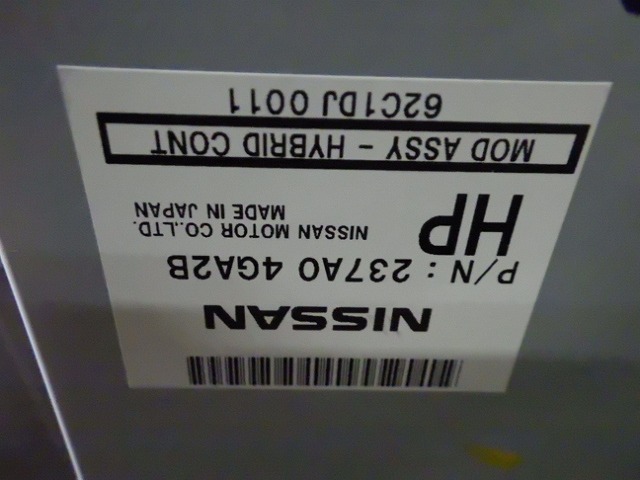 NISSAN
P/N : 237A0 4GA2B
HP
NISSAN MOTOR CO.,LTD.
MADE IN JAPAN
MOD ASSY - HYBRID CONT
62C1DJ 0011